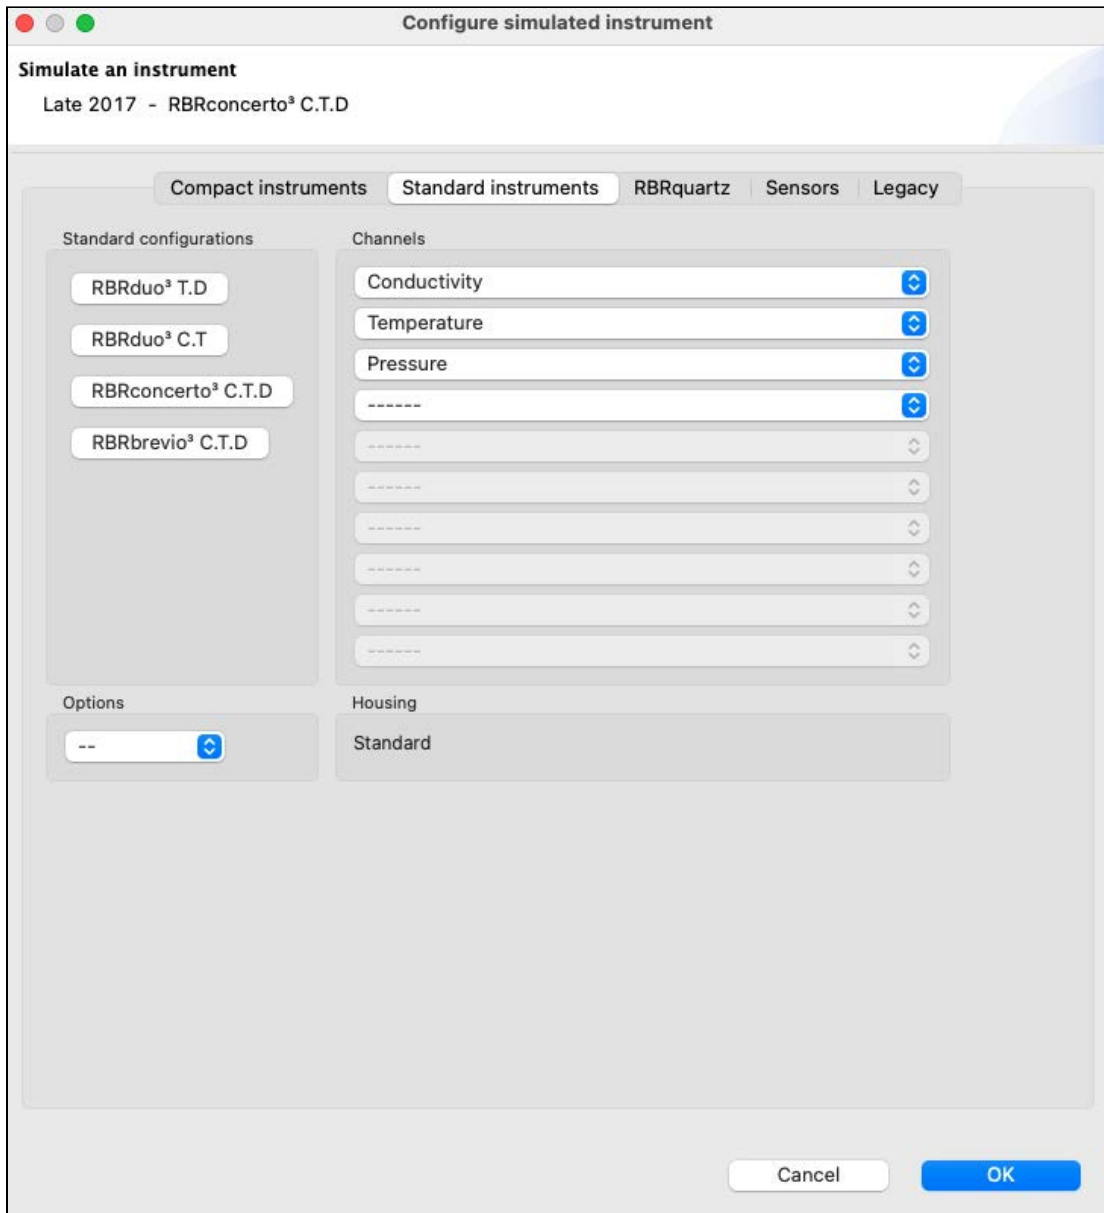 Configure simulated instrument
Simulate an instrument
Late 2017 - RBRconcerto³ C.T.D
Compact instruments Standard instruments RBRquartz Sensors Legacy
Standard configurations
RBRduo³ T.D
RBRduo³ C.T
RBRconcerto³ C.T.D
RBRbrevio³ C.T.D
Channels
Conductivity
Temperature
Pressure
------
------
------
------
------
------
------
Options
--
Housing
Standard
Cancel OK